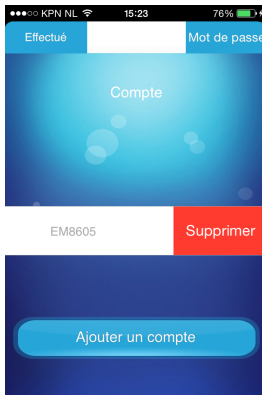 KPN NL 15:23 76%
Effectué Mot de passe
Compte
EM8605 Supprimer
Ajouter un compte